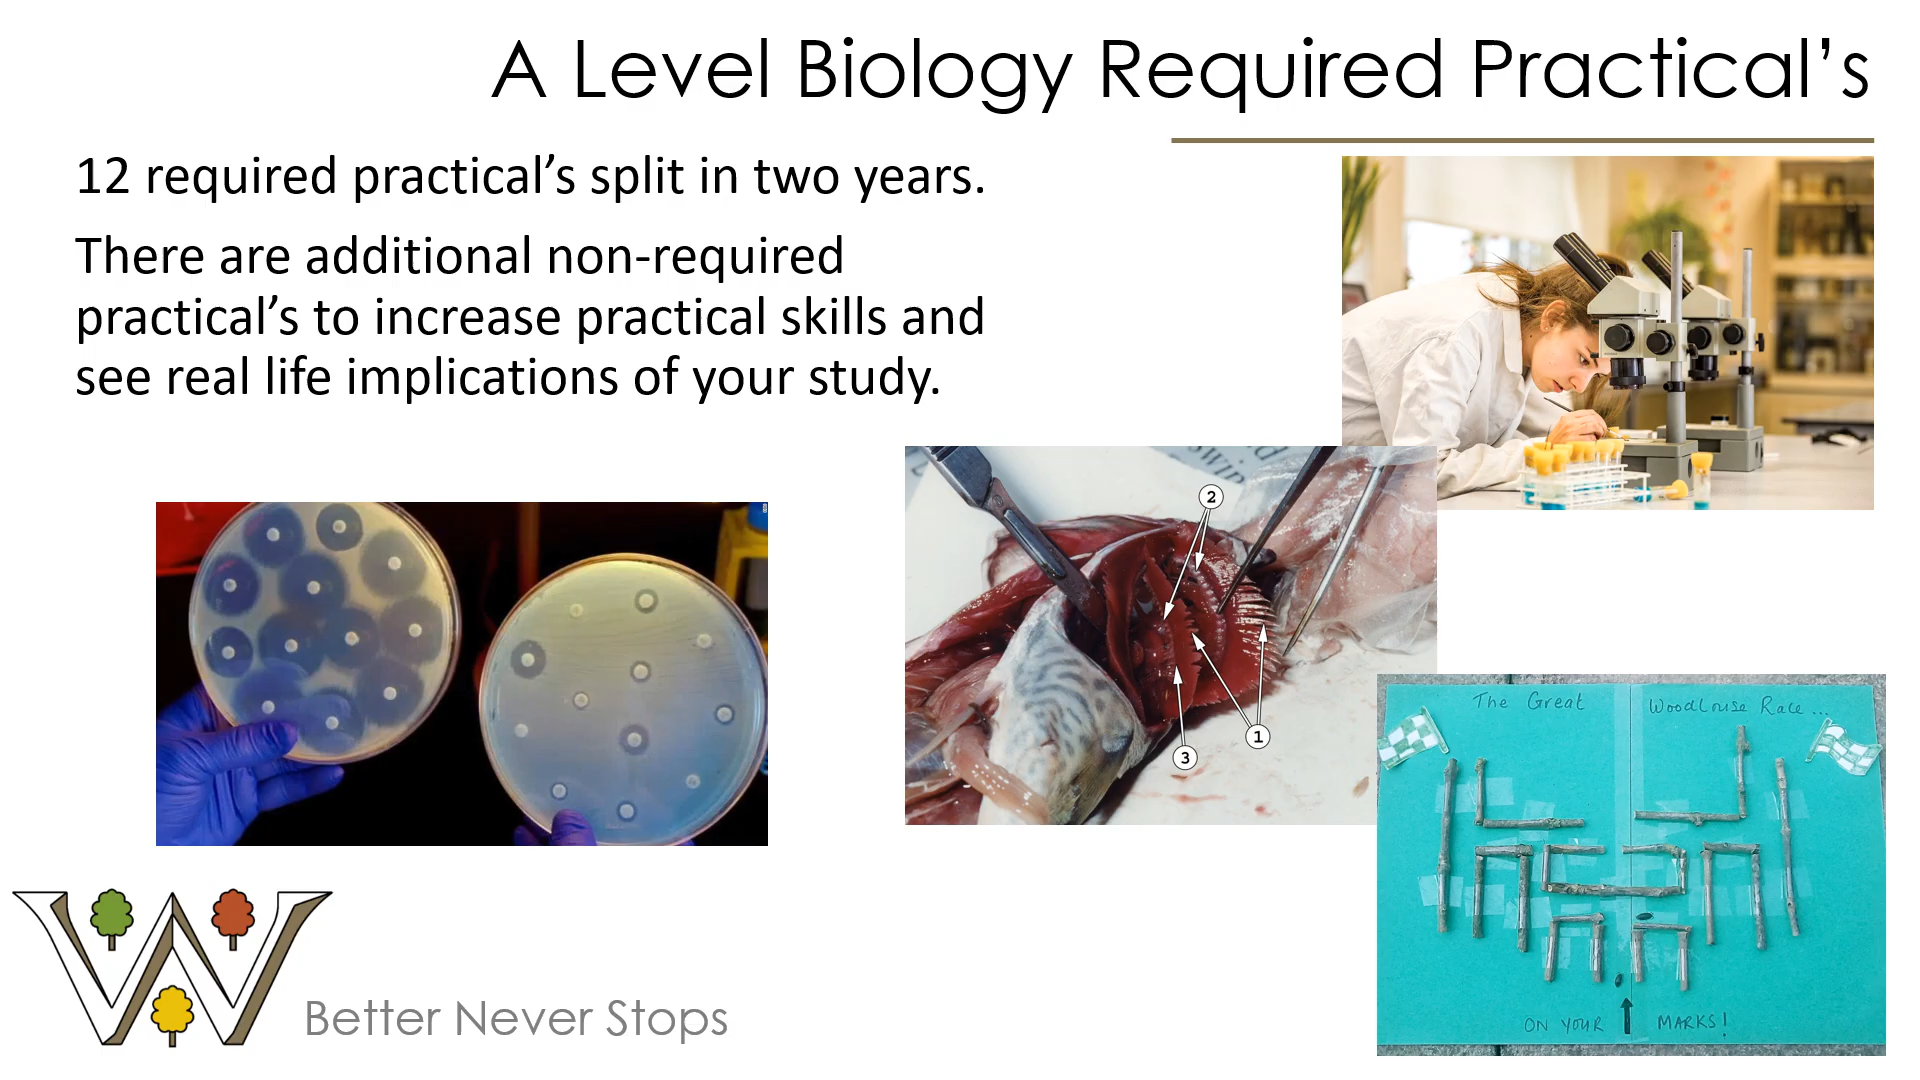 A Level Biology Required Practical’s
12 required practical’s split in two years.
There are additional non-required
practical’s to increase practical skills and
see real life implications of your study.
swin
2
1
3
The Great Woodlouse Race...
ON YOUR MARKS!
W
Better Never Stops